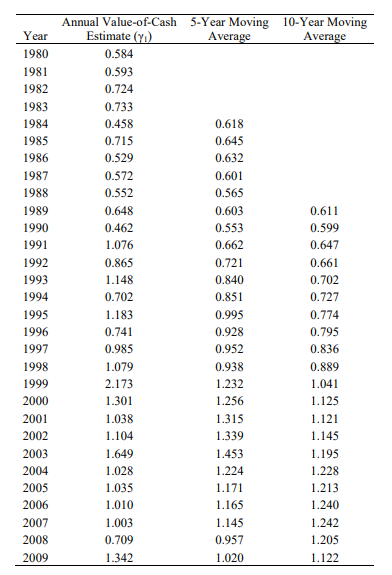 Annual Value-of-Cash 5-Year Moving 10-Year Moving
Year Estimate (γ₁) Average Average
1980 0.584
1981 0.593
1982 0.724
1983 0.733
1984 0.458 0.618
1985 0.715 0.645
1986 0.529 0.632
1987 0.572 0.601
1988 0.552 0.565
1989 0.648 0.603 0.611
1990 0.462 0.553 0.599
1991 1.076 0.662 0.647
1992 0.865 0.721 0.661
1993 1.148 0.840 0.702
1994 0.702 0.851 0.727
1995 1.183 0.995 0.774
1996 0.741 0.928 0.795
1997 0.985 0.952 0.836
1998 1.079 0.938 0.889
1999 2.173 1.232 1.041
2000 1.301 1.256 1.125
2001 1.038 1.315 1.121
2002 1.104 1.339 1.145
2003 1.649 1.453 1.195
2004 1.028 1.224 1.228
2005 1.035 1.171 1.213
2006 1.010 1.165 1.240
2007 1.003 1.145 1.242
2008 0.709 0.957 1.205
2009 1.342 1.020 1.122